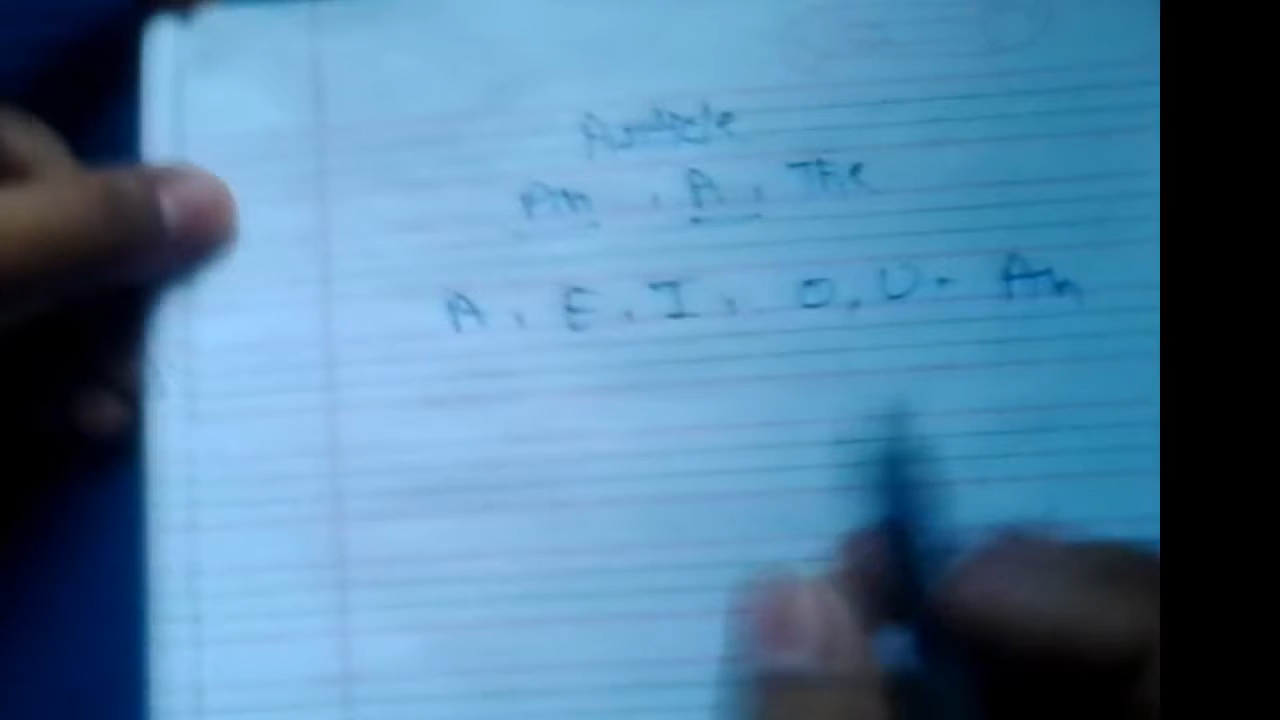 Article
An , A , The
A , E , I , O , U - An